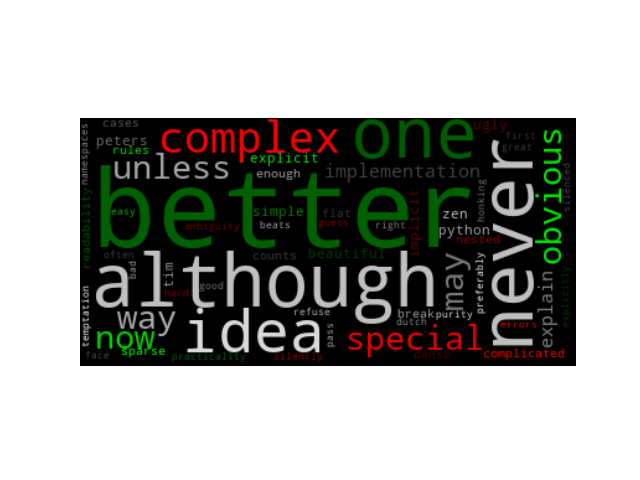 cases
peters
rules
complex
one
ugly
first
great
namespaces
unless
explicit
enough
implementation
obvious
silenced
better
never
readability
easy
ambiguity
simple
beats
flat
guess
right
implicit
zen
python
nested
honking
often
bad
although
tim
hard
good
counts
beautiful
may
preferably
explain
explicitly
temptation
way
idea
refuse
pass
break
dutch
purity
special
errors
now
sparse
face
practicality
silently
dense
complicated